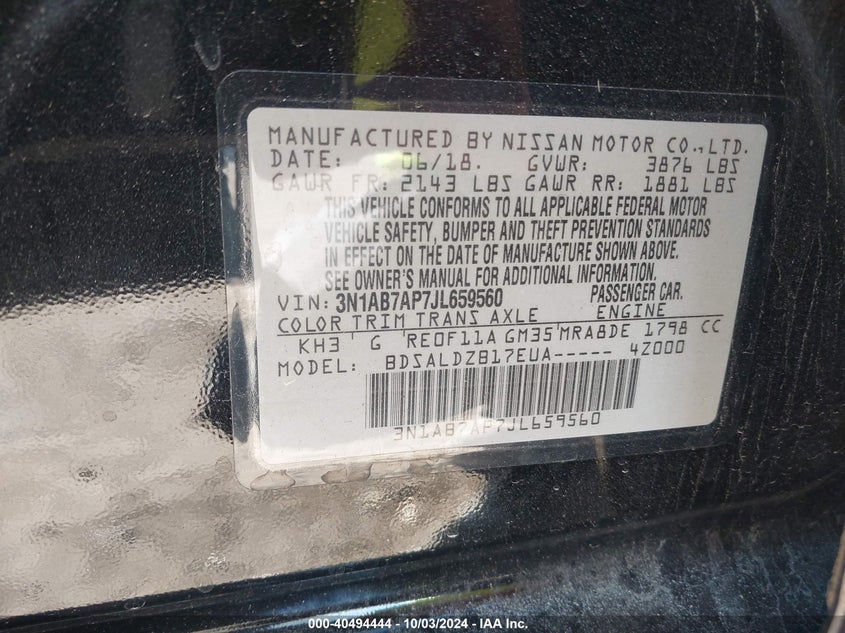 MANUFACTURED BY NISSAN MOTOR CO.,LTD.
DATE: 06/18. GVWR: 3876 LBS
GAWR FR: 2143 LBS GAWR RR: 1881 LBS
THIS VEHICLE CONFORMS TO ALL APPLICABLE FEDERAL MOTOR
VEHICLE SAFETY, BUMPER AND THEFT PREVENTION STANDARDS
IN EFFECT ON THE DATE OF MANUFACTURE SHOWN ABOVE.
SEE OWNER'S MANUAL FOR ADDITIONAL INFORMATION.
VIN: 3N1AB7AP7JL659560 PASSENGER CAR.
COLOR TRIM TRANS AXLE ENGINE
KH3 G RE0F11A GM35 MRA8DE 1798 CC
MODEL: BDSALDZB17EUA----- 4Z000
3N1AB7AP7JL659560
000-40494444 - 10/03/2024 - IAA Inc.